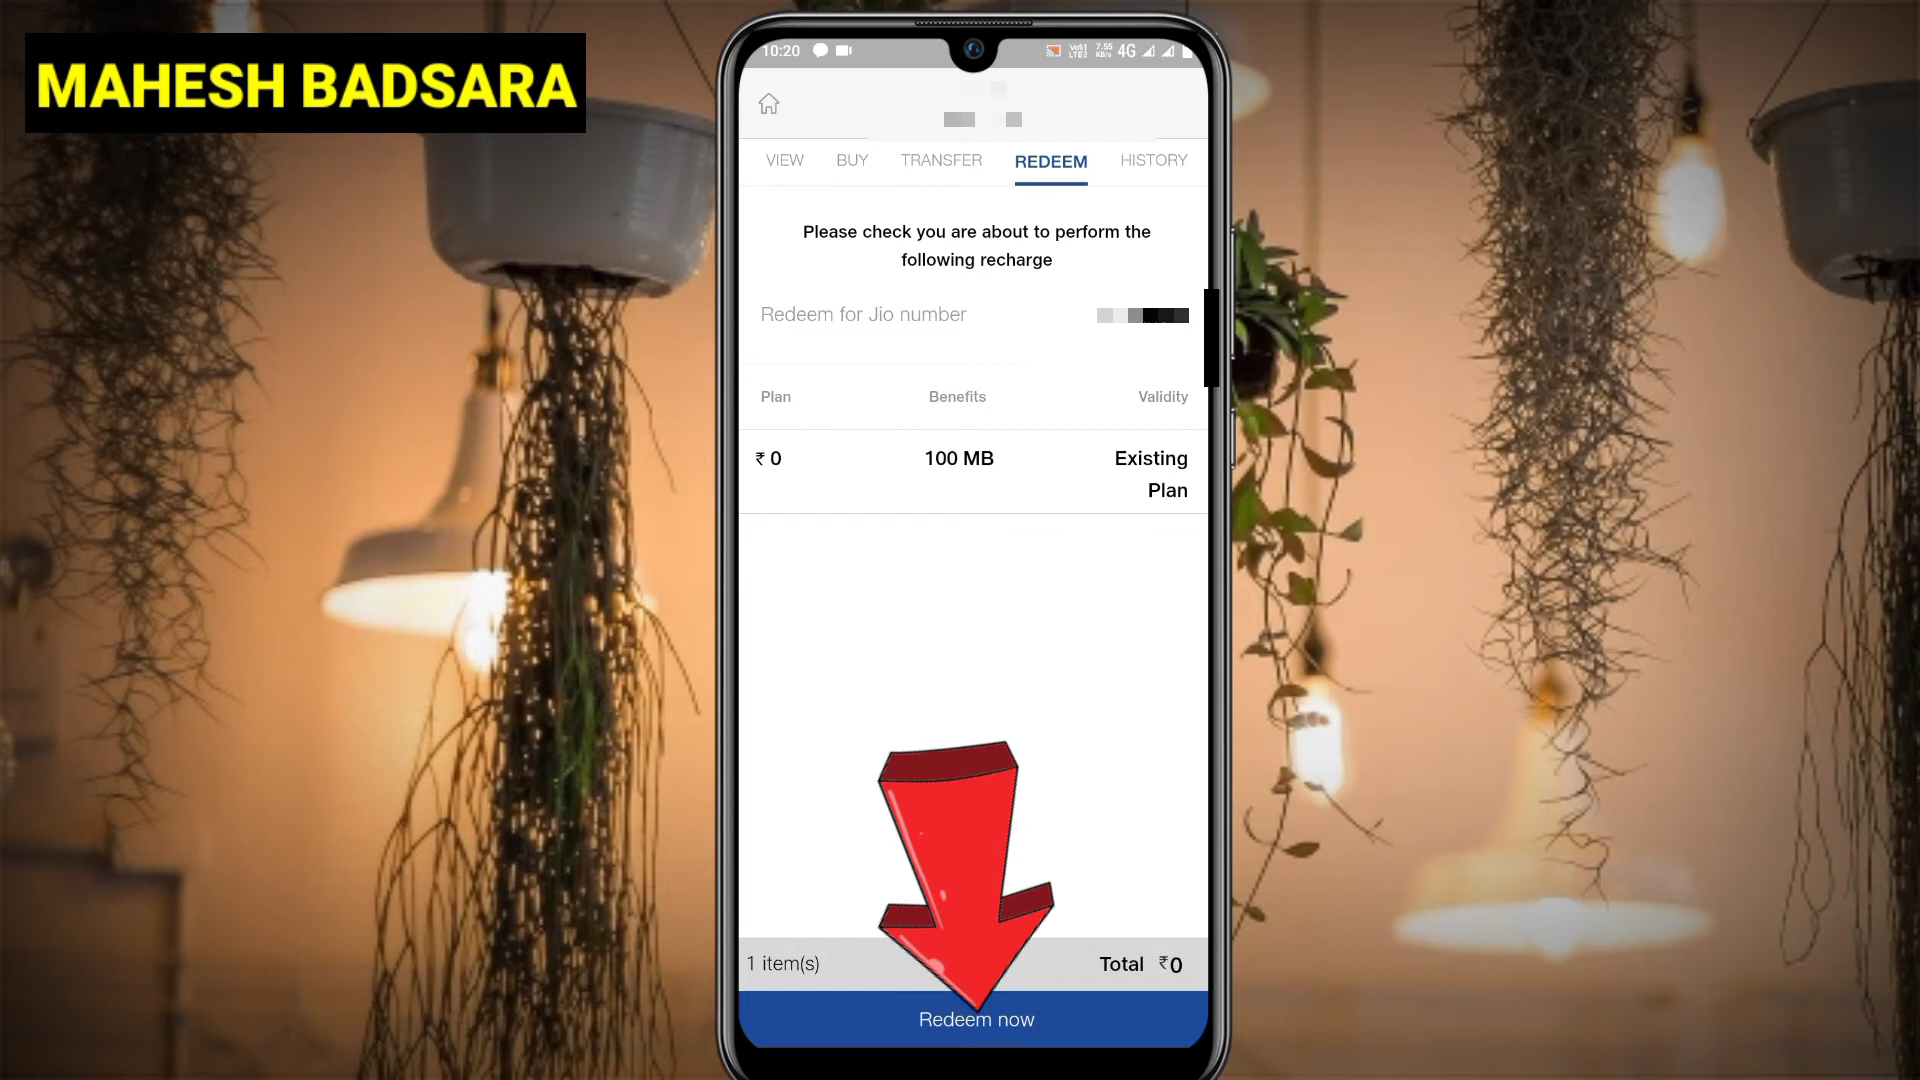 MAHESH BADSARA
10:20
4G
VIEW BUY TRANSFER REDEEM HISTORY
Please check you are about to perform the
following recharge
Redeem for Jio number
Plan Benefits Validity
₹ 0 100 MB Existing
Plan
1 item(s) Total ₹0
Redeem now